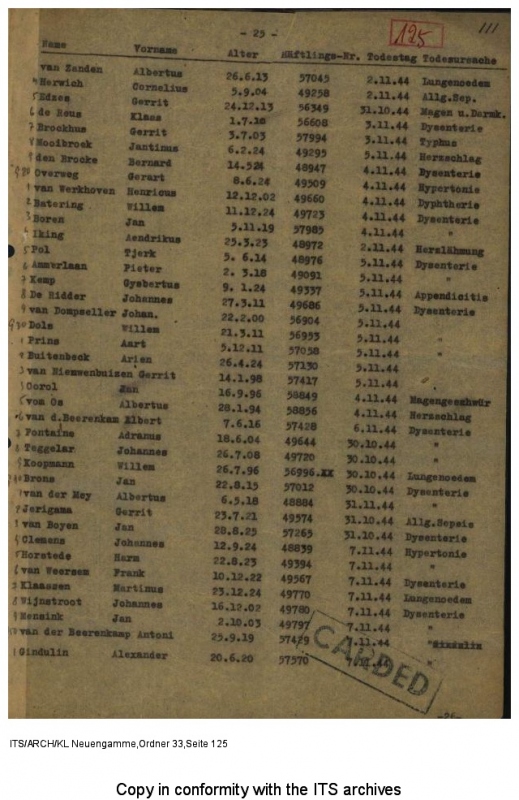 - 25 - 125 111
Name Vorname Alter Häftlings-Nr. Todestag Todesursache
van Zanden Albertus 26.6.13 57045 2.11.44 Lungenoedem
Herwich Cornelius 5.9.04 49258 2.11.44 Allg.Sep.
Edzes Gerrit 24.12.13 56349 31.10.44 Magen u.Darmk.
de Reus Klaas 1.7.18 56608 3.11.44 Dysenterie
Brockhus Gerrit 3.7.03 57994 3.11.44 Typhus
Mooibroek Jantinus 6.2.24 49295 5.11.44 Herzschlag
den Brocke Bernard 14.524 48947 4.11.44 Dysenterie
Overweg Gerart 8.6.24 49509 4.11.44 Hypertonie
van Werkhoven Henricus 12.12.02 49660 4.11.44 Dyphtherie
Batering Willem 11.12.24 49723 4.11.44 Dysenterie
Boren Jan 5.11.19 57985 4.11.44 "
Iking Hendrikus 25.3.23 48972 2.11.44 Herzlähmung
Pol Tjerk 5. 6.14 48976 5.11.44 Dysenterie
Ammerlaan Pieter 2. 3.18 49091 5.11.44 "
Kemp Gysbertus 9. 1.24 49337 5.11.44 Appendicitis
De Ridder Johannes 27.3.11 49686 5.11.44 Dysenterie
van Dompseller Johan. 22.2.00 56904 5.11.44
Dols Willem 21.3.11 56953 5.11.44 "
Prins Aart 5.12.11 57058 5.11.44 "
Buitenbeck Arien 26.4.24 57130 5.11.44 "
van Gerrit 14.1.98 57417 5.11.44
Oorol Jan 16.9.96 58849 4.11.44 Magengeschwür
vom Os Albertus 28.1.94 58856 4.11.44 Herzschlag
van d.Beerenkam Elbert 7.6.16 57428 6.11.44 Dysenterie
Fontaine Adranus 18.6.04 49644 30.10.44 "
Teggelar Johannes 26.7.08 49720 30.10.44 "
Koopmann Willem 26.7.96 56996.XX 30.10.44 Lungenoedem
Brons Jan 22.8.15 57012 30.10.44 Dysenterie
van der Mey Albertus 6.5.18 48884 31.11.44 "
Jerigama Gerrit 23.7.21 49574 31.10.44 Allg.Sepsis
van Boyen Jan 28.8.25 57265 31.10.44 Dysenterie
Clemens Johannes 12.9.24 48839 7.11.44 Hypertonie
Horstede Harm 22.8.23 49394 7.11.44 "
van Weersem Frank 10.12.22 49567 7.11.44 Dysenterie
Klaassen Martinus 23.12.24 49770 7.11.44 Lungenoedem
Wijnstroot Johannes 16.12.02 49780 7.11.44 Dysenterie
Mensink Jan 2.10.03 49797 7.11.44 "
van der Beerenkamp Antoni 25.9.19 57429 7.11.44 "
Gindulin Alexander 20.6.20 57570 7.11.44 "
CARDED
-26-
ITS/ARCH/KL Neuengamme,Ordner 33,Seite 125
Copy in conformity with the ITS archives